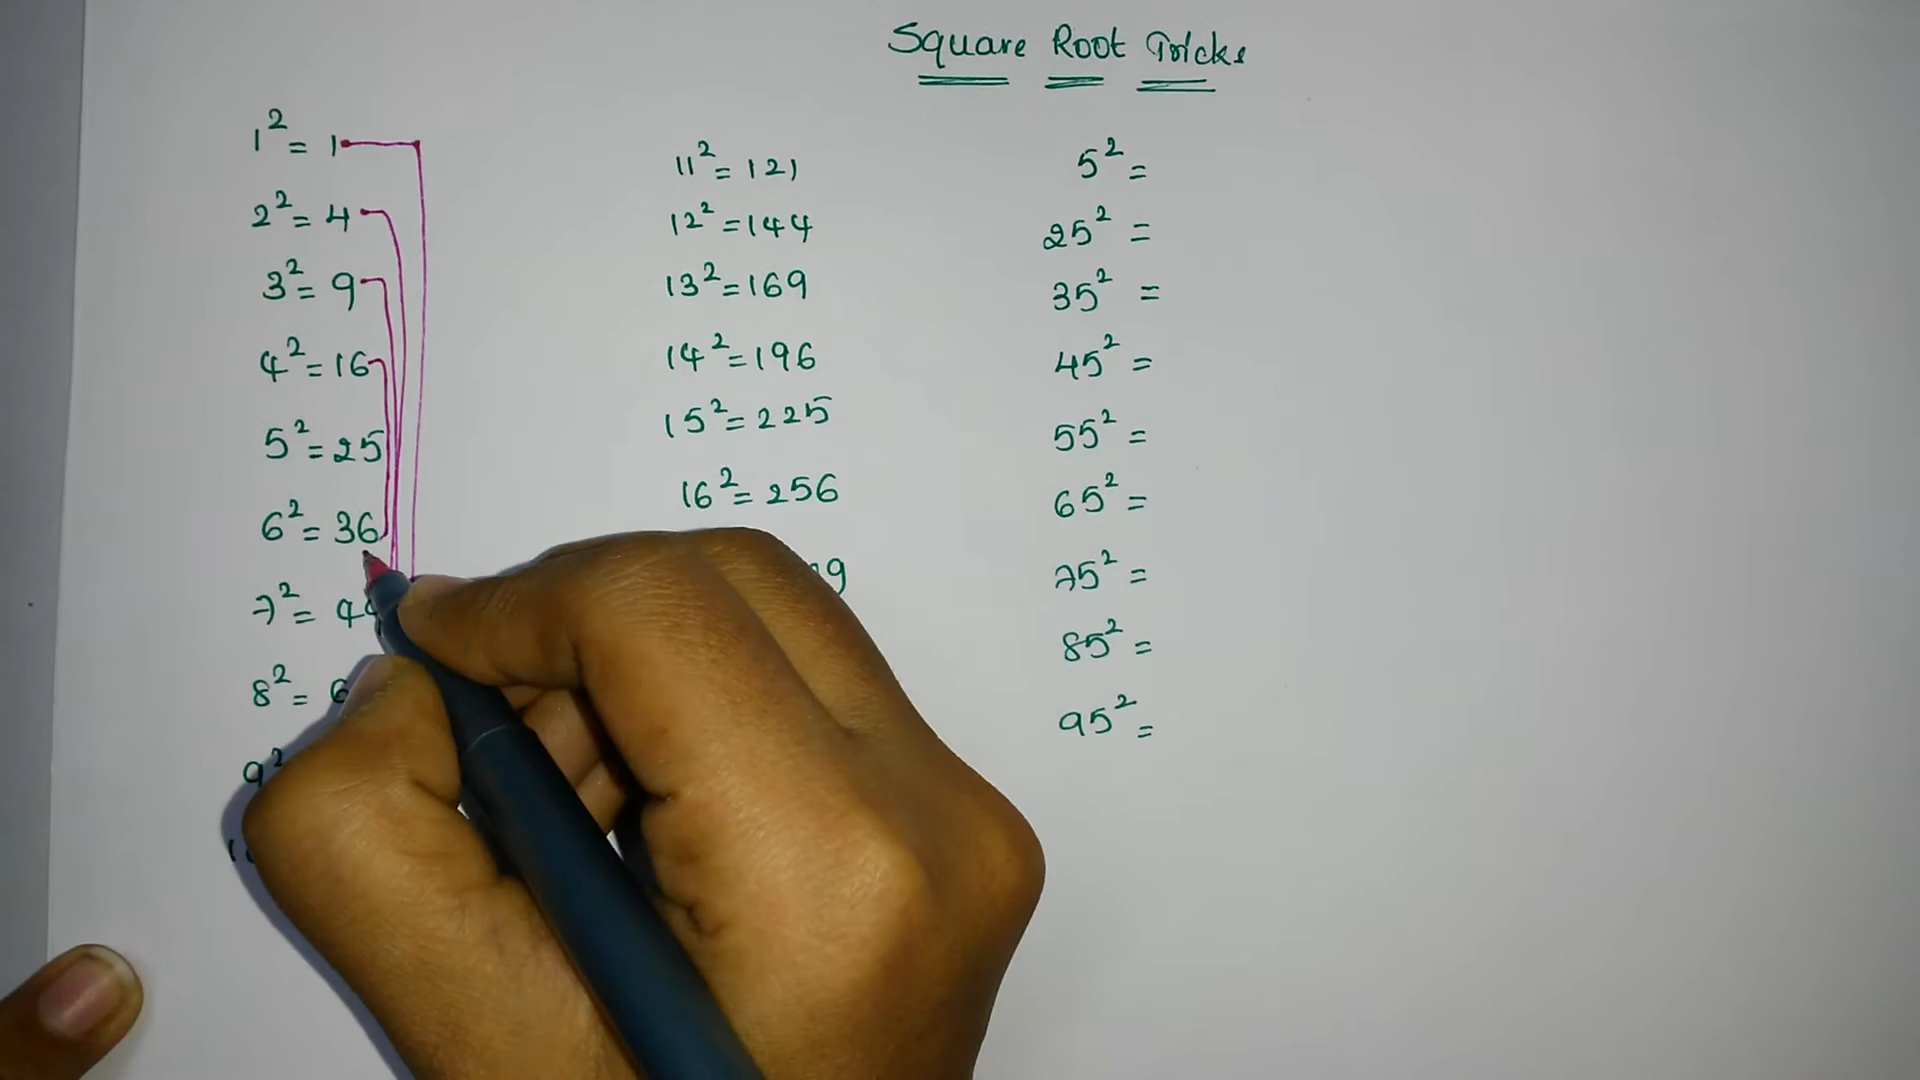 Square Root Tricks
1² = 1
2² = 4
3² = 9
4² = 16
5² = 25
6² = 36
7² =
8² =
9²
11² = 121
12² = 144
13² = 169
14² = 196
15² = 225
16² = 256
5² =
25² =
35² =
45² =
55² =
65² =
75² =
85² =
95² =